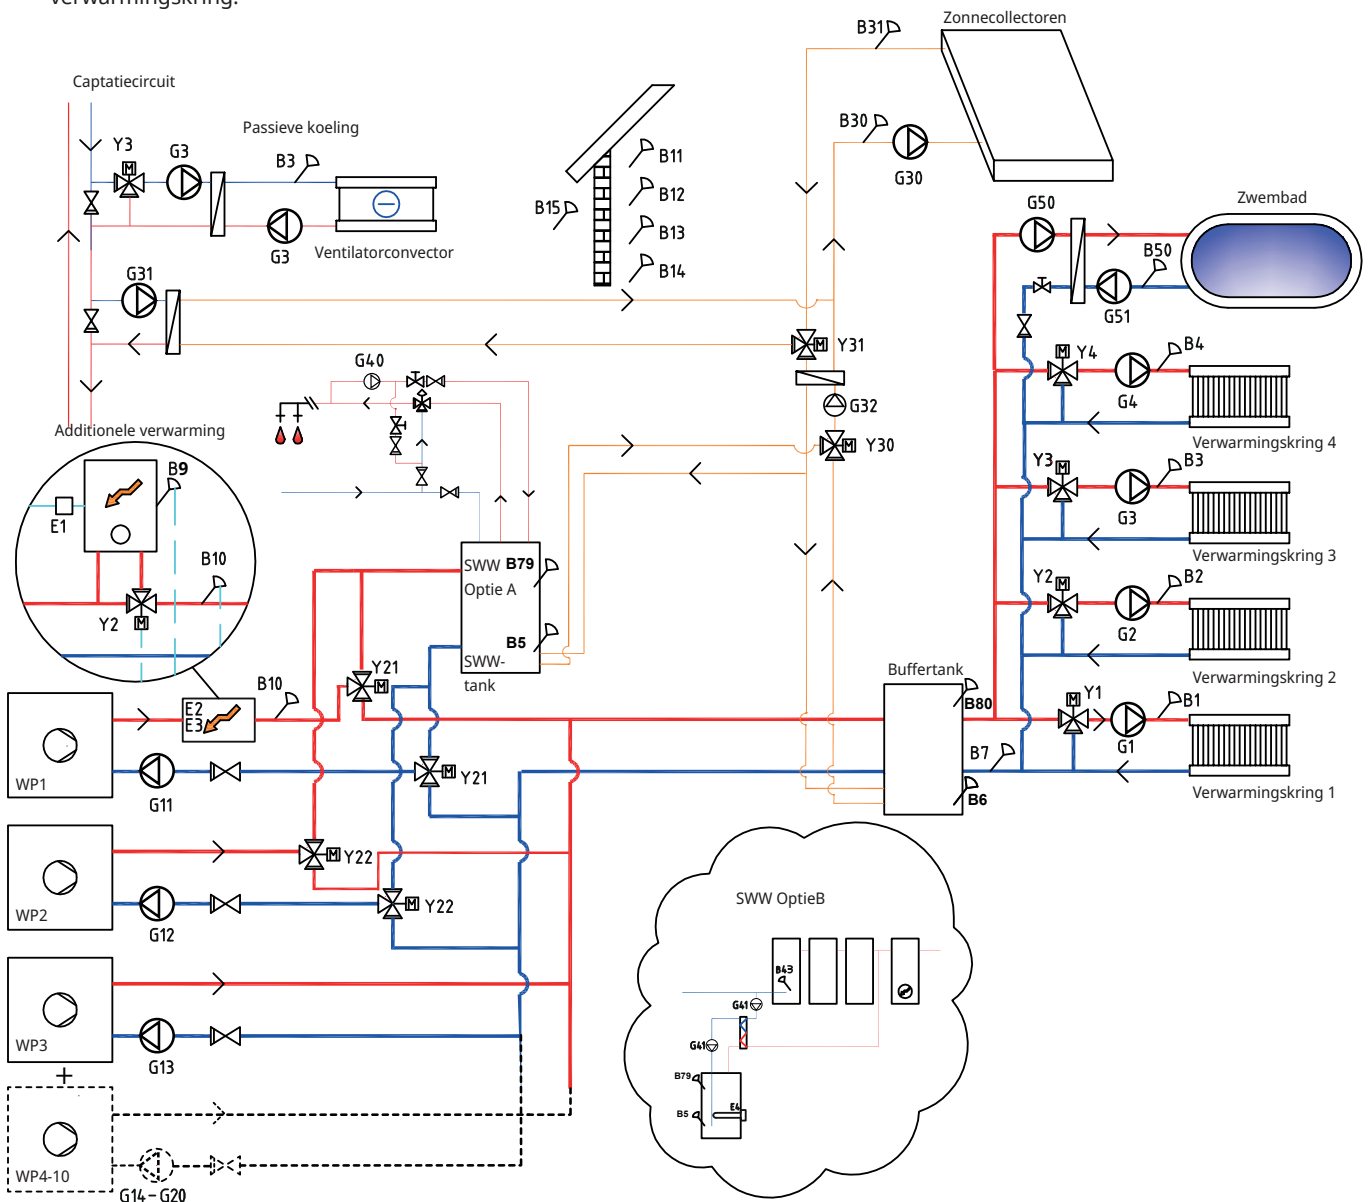 verwarmingskring.
Zonnecollectoren
B31
Captatiecircuit
Passieve koeling
Y3
G3
B3
B11
B12
B13
B14
B15
B30
G30
M
G3
Ventilatorconvector
G31
G50
Zwembad
B50
G51
M
Y31
G40
G32
M
Y30
M
Y4
B4
G4
Verwarmingskring 4
Additionele verwarming
B9
E1
B10
Y2
M
Y3
M
B3
G3
Verwarmingskring 3
SWW
B79
Optie A
B5
SWW-
tank
Y2
M
B2
G2
Verwarmingskring 2
Buffertank
B80
B7
B6
M
Y1
B1
G1
Verwarmingskring 1
E2
E3
B10
Y21
M
WP1
G11
M
Y21
M
Y22
WP2
G12
M
Y22
WP3
G13
+
WP4-10
G14-G20
SWW OptieB
B43
G41
G41
B79
B5
E4